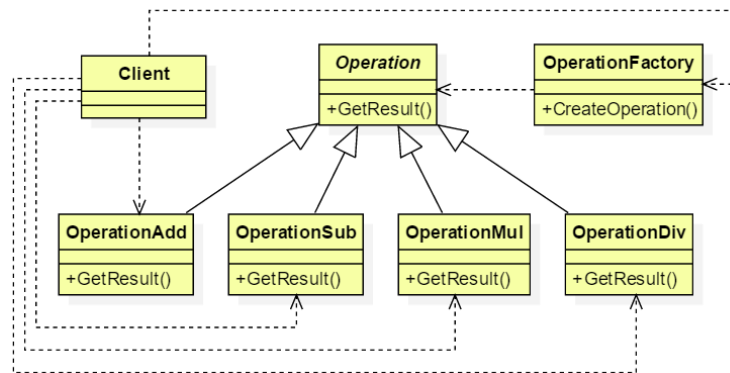 Client
Operation
+GetResult()
OperationFactory
+CreateOperation()
OperationAdd
+GetResult()
OperationSub
+GetResult()
OperationMul
+GetResult()
OperationDiv
+GetResult()